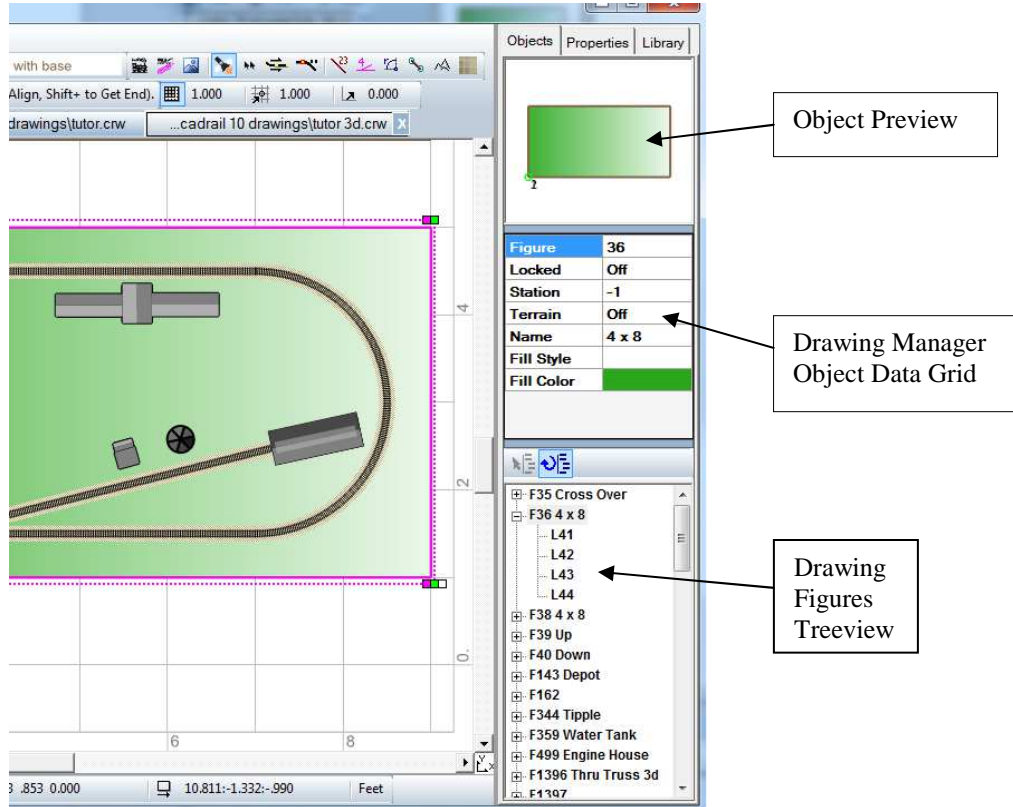 Objects Properties Library
with base
23 4
Align, Shift+ to Get End). 1.000 1.000 0.000
drawings\tutor.crw ...cadrail 10 drawings\tutor 3d.crw X
2
Object Preview
Figure 36
Locked Off
Station -1
Terrain Off
Name 4 x 8
Fill Style
Fill Color
Drawing Manager
Object Data Grid
4
2
0.
6 8
F35 Cross Over
F36 4 x 8
L41
L42
L43
L44
F38 4 x 8
F39 Up
F40 Down
F143 Depot
F162
F344 Tipple
F359 Water Tank
F499 Engine House
F1396 Thru Truss 3d
F1397
Drawing
Figures
Treeview
Y x
3 .853 0.000 10.811:-1.332:-.990 Feet